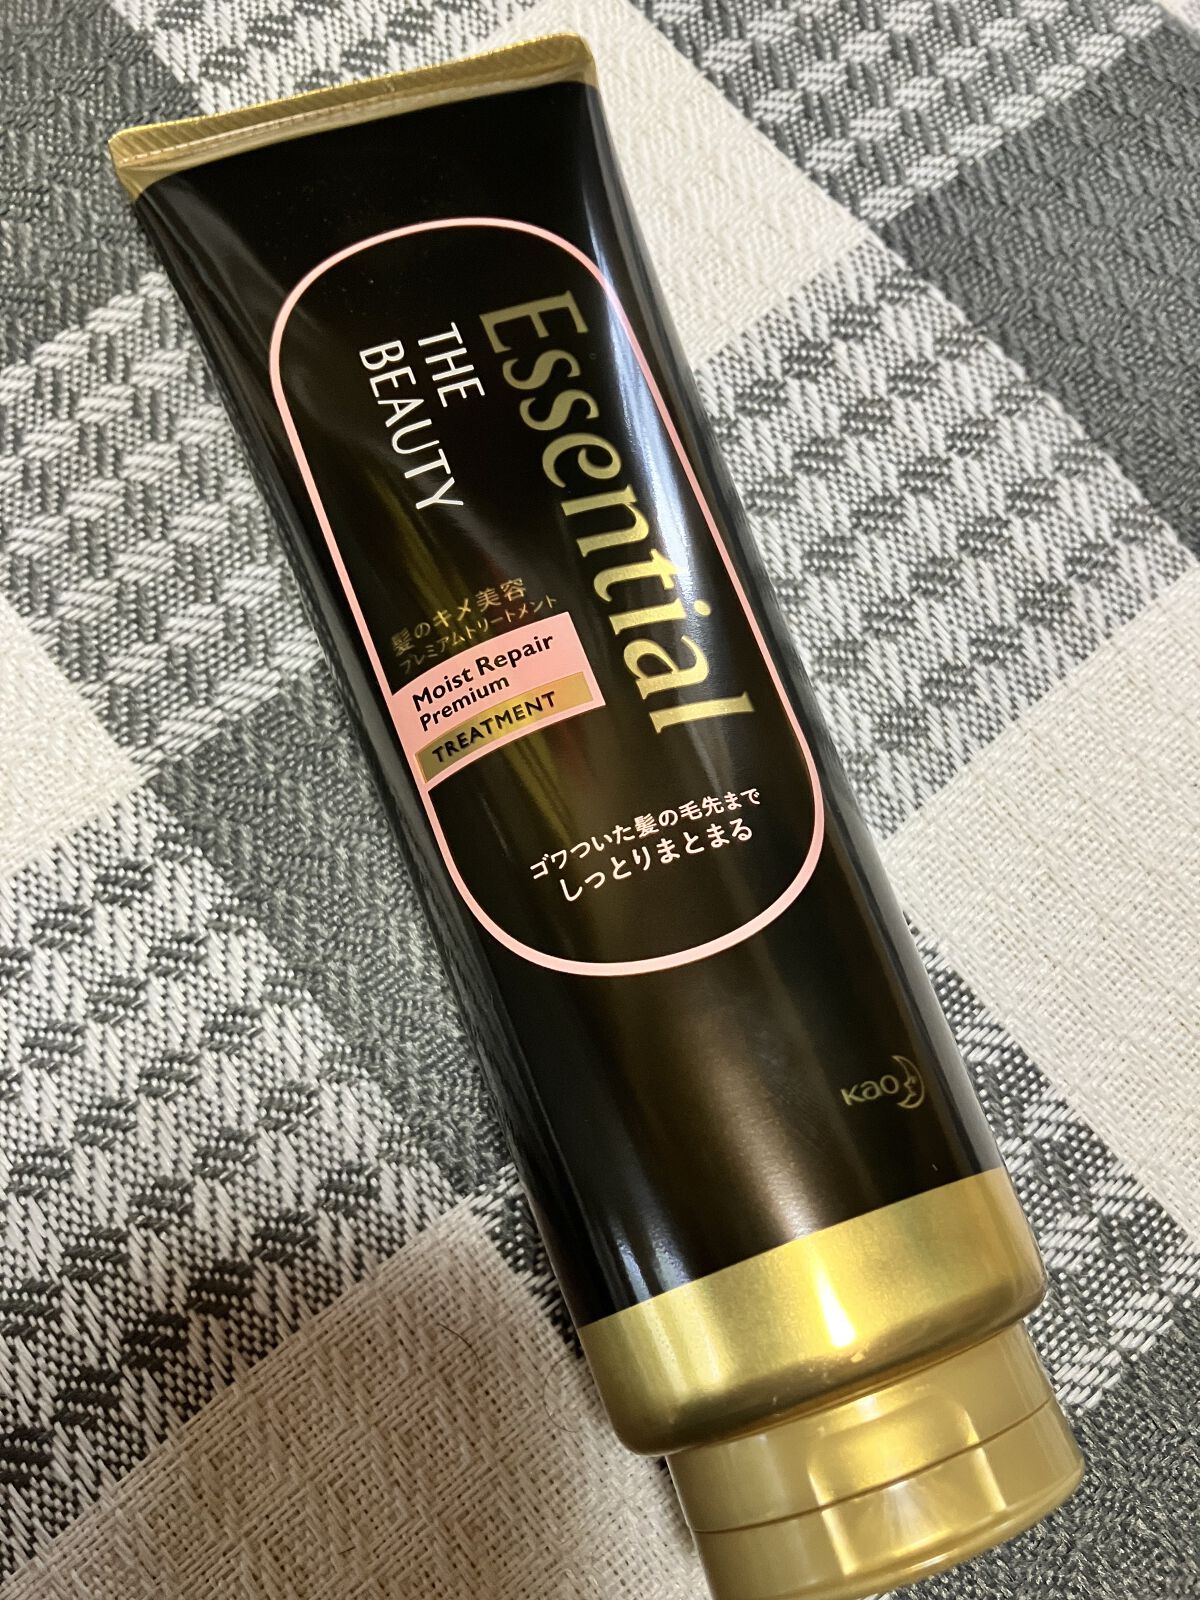 Essential
THE
BEAUTY
髪のキメ美容
プレミアムトリートメント
Moist Repair
Premium
TREATMENT
ゴワついた髪の毛先まで
しっとりまとまる
Kao